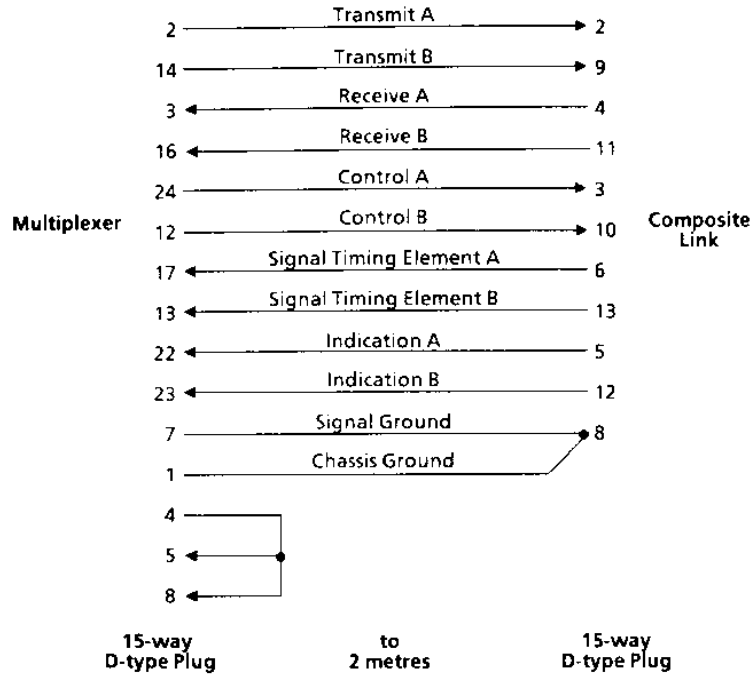 2 Transmit A 2
14 Transmit B 9
3 Receive A 4
16 Receive B 11
24 Control A 3
Multiplexer 12 Control B 10 Composite
Link
17 Signal Timing Element A 6
13 Signal Timing Element B 13
22 Indication A 5
23 Indication B 12
7 Signal Ground 8
1 Chassis Ground
4
5
8
15-way to 15-way
D-type Plug 2 metres D-type Plug